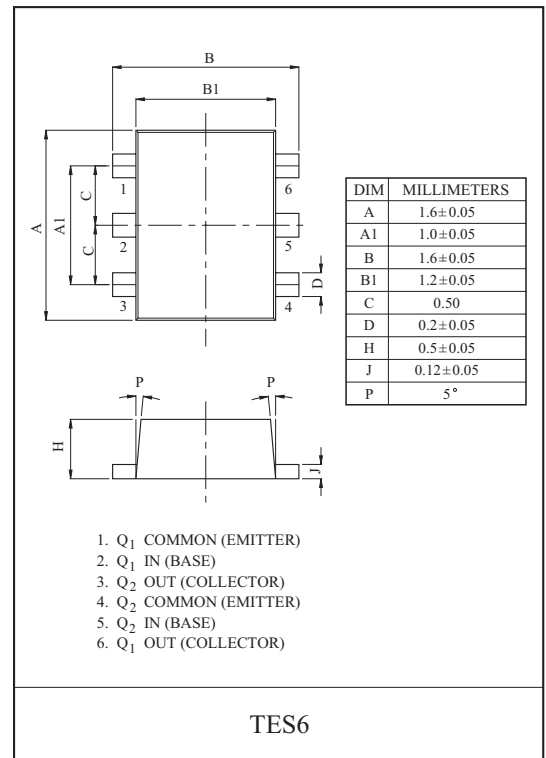 B
B1
A
A1
C
C
D
1
2
3
6
5
4
DIM MILLIMETERS
A 1.6±0.05
A1 1.0±0.05
B 1.6±0.05
B1 1.2±0.05
C 0.50
D 0.2±0.05
H 0.5±0.05
J 0.12±0.05
P 5°
P P
H
J
1. Q1 COMMON (EMITTER)
2. Q1 IN (BASE)
3. Q2 OUT (COLLECTOR)
4. Q2 COMMON (EMITTER)
5. Q2 IN (BASE)
6. Q1 OUT (COLLECTOR)
TES6